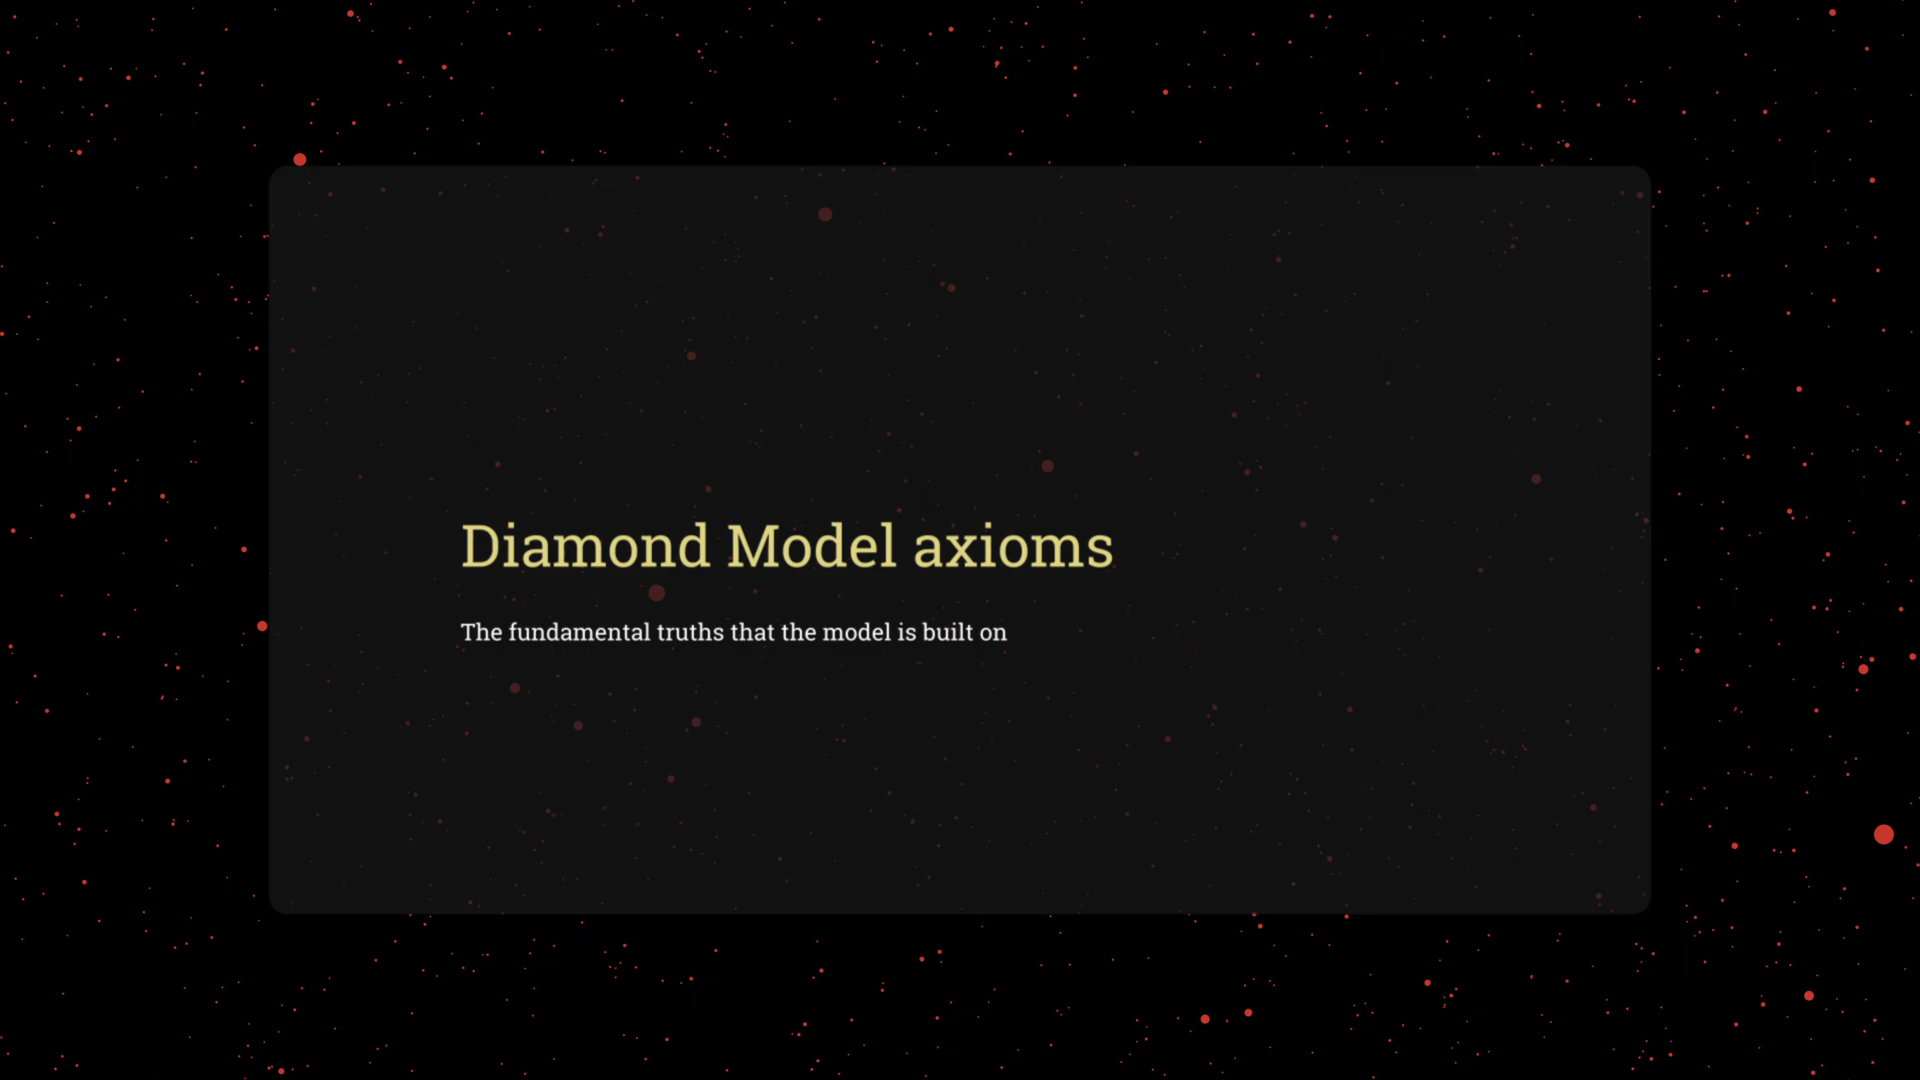 Diamond Model axioms
The fundamental truths that the model is built on